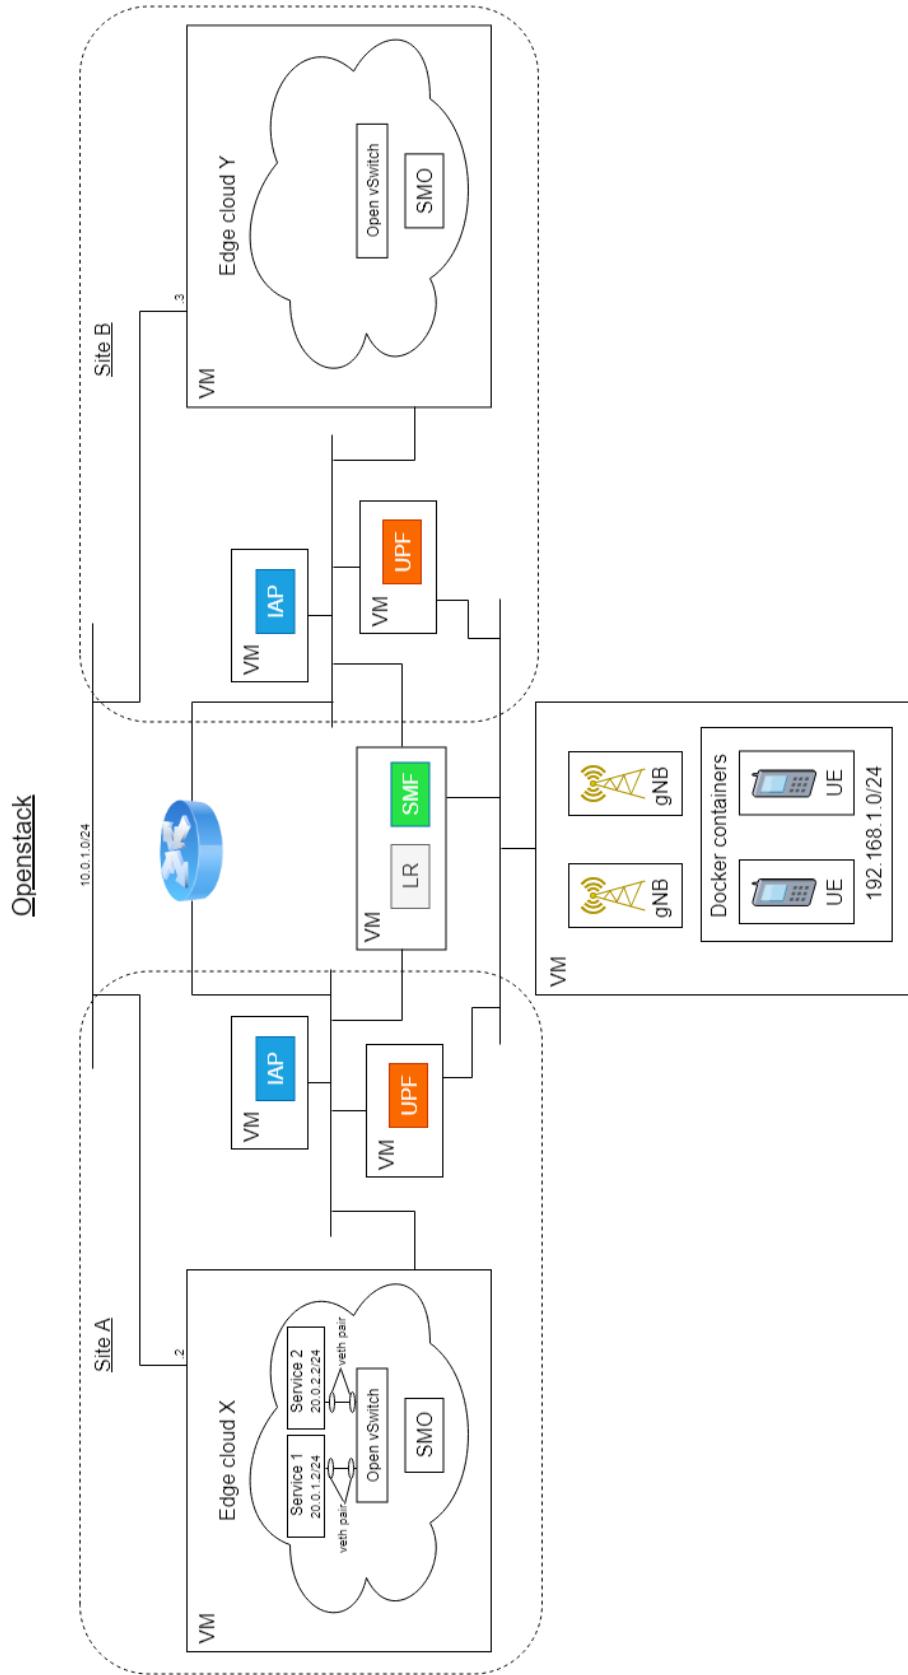 Openstack
10.0.1.0/24
Site A
.2
VM
Edge cloud X
Service 1
20.0.1.2/24
Service 2
20.0.2.2/24
veth pair
veth pair
Open vSwitch
SMO
VM
IAP
VM
UPF
VM
LR
SMF
Site B
.3
VM
Edge cloud Y
Open vSwitch
SMO
VM
IAP
VM
UPF
VM
gNB
gNB
Docker containers
UE
UE
192.168.1.0/24